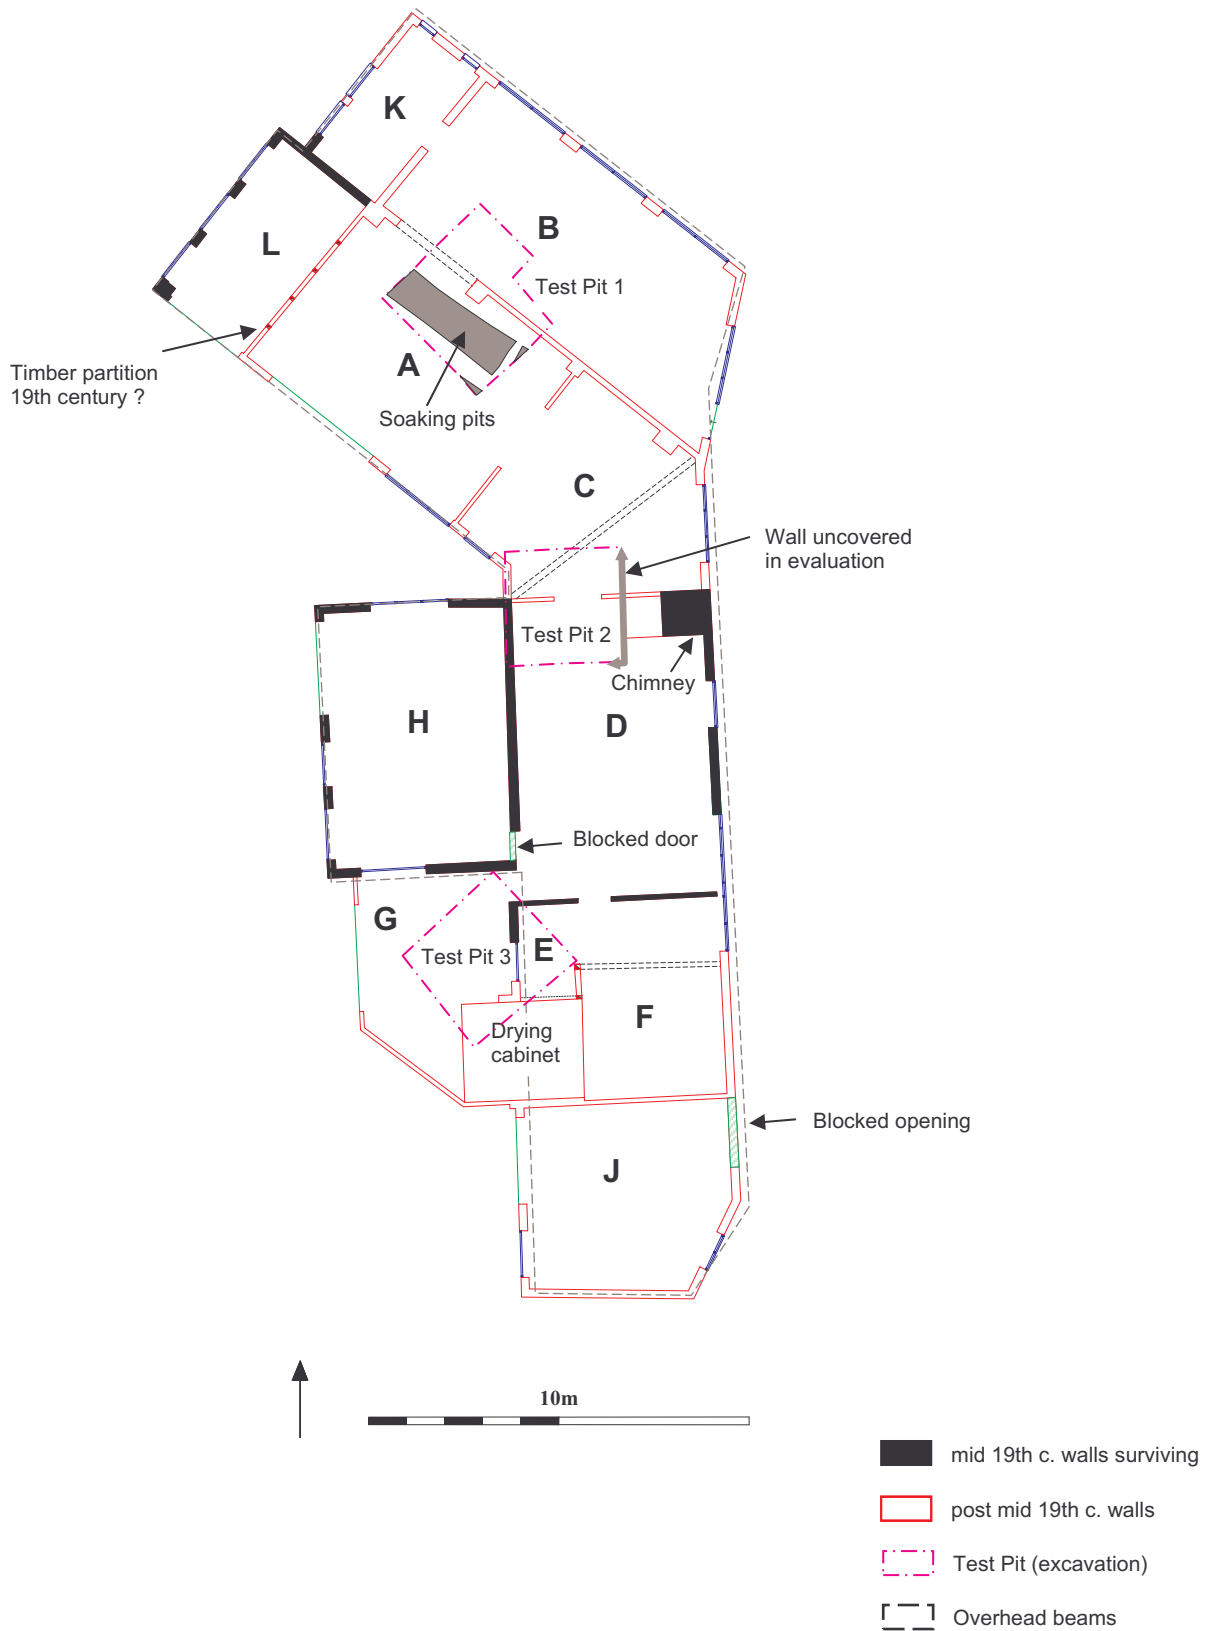 K
B
L
Test Pit 1
A
Timber partition
19th century ?
Soaking pits
C
Wall uncovered
in evaluation
Test Pit 2
Chimney
H
D
Blocked door
G
Test Pit 3
E
F
Drying
cabinet
Blocked opening
J
10m
mid 19th c. walls surviving
post mid 19th c. walls
Test Pit (excavation)
Overhead beams